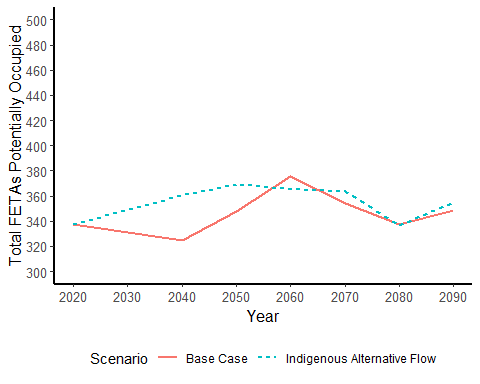 Total FETAs Potentially Occupied
500
480
460
440
420
400
380
360
340
320
300
2020 2030 2040 2050 2060 2070 2080 2090
Year
Scenario Base Case Indigenous Alternative Flow